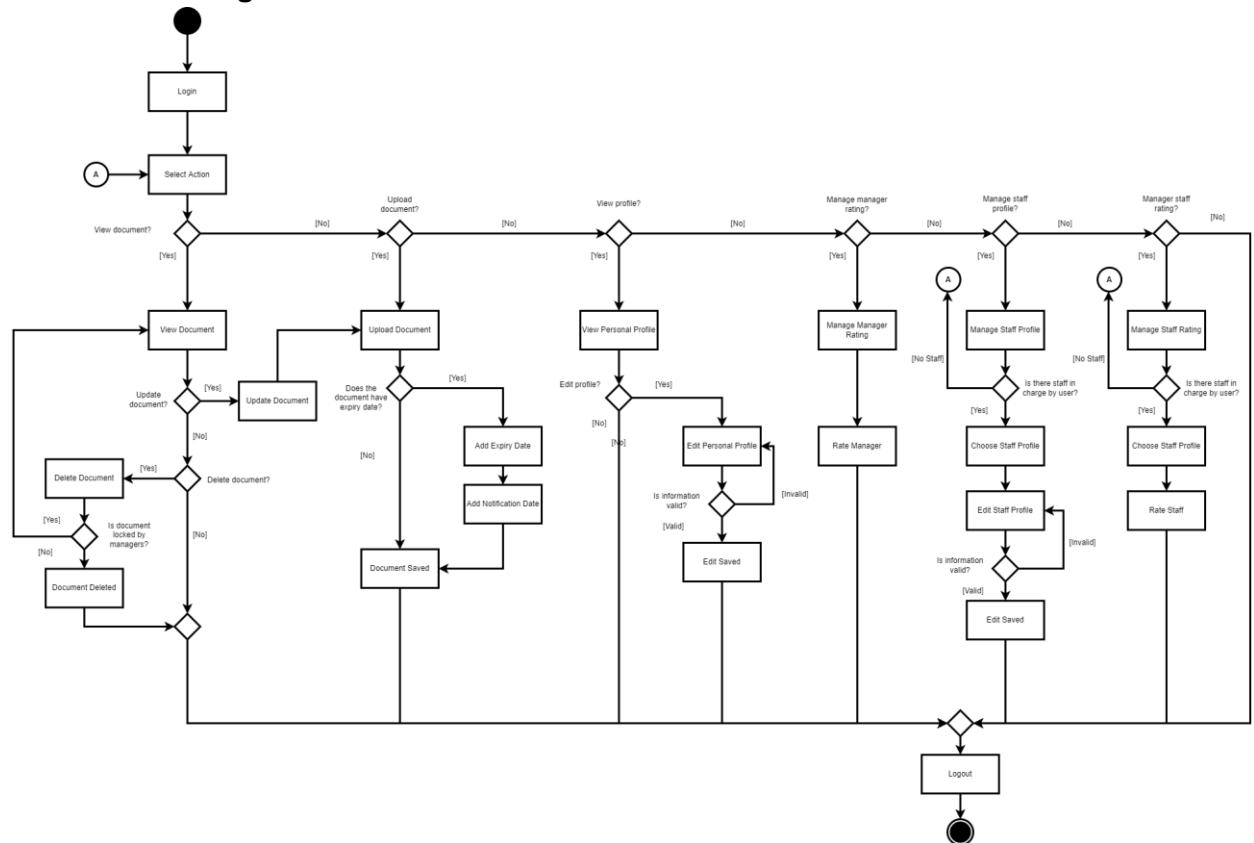 Login
A
Select Action
View document?
[No]
Upload
document?
[No]
View profile?
[No]
Manage manager
rating?
[No]
Manage staff
profile?
[No]
Manager staff
rating?
[No]
[Yes]
[Yes]
[Yes]
[Yes]
[Yes]
[Yes]
A
A
View Document
Upload Document
View Personal Profile
Manage Manager
Rating
Manage Staff Profile
Manage Staff Rating
[No Staff]
[No Staff]
Update
document?
[Yes]
Update Document
Does the
document have
expiry date?
[Yes]
Edit profile?
[Yes]
Is there staff in
charge by user?
Is there staff in
charge by user?
[No]
[No]
[No]
[No]
[Yes]
[Yes]
Add Expiry Date
Edit Personal Profile
Rate Manager
Choose Staff Profile
Choose Staff Profile
Delete Document
[Yes]
Delete document?
Add Notification Date
Is information
valid?
[Invalid]
Edit Staff Profile
Rate Staff
[Yes]
Is document
locked by
managers?
[No]
[Valid]
[Invalid]
[No]
Document Saved
Edit Saved
Is information
valid?
Document Deleted
[Valid]
Edit Saved
Logout